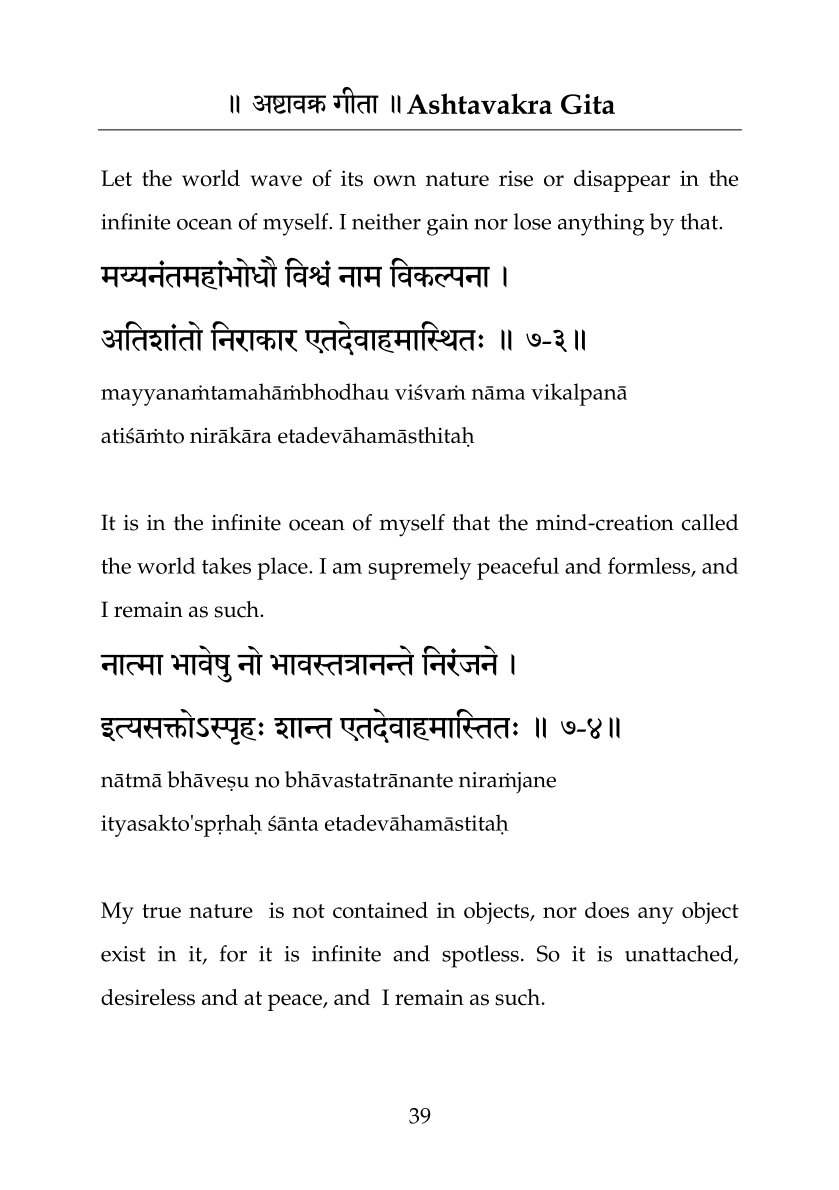 ॥ अष्टावक्र गीता ॥ Ashtavakra Gita
Let the world wave of its own nature rise or disappear in the
infinite ocean of myself. I neither gain nor lose anything by that.
मय्यनंतमहांभोधौ विश्वं नाम विकल्पना ।
अतिशांतो निराकार एतदेवाहमास्थितः ॥ ७-३॥
mayyanaṁtamahāṁbhodhau viśvaṁ nāma vikalpanā
atiśāṁto nirākāra etadevāhamāsthitaḥ
It is in the infinite ocean of myself that the mind-creation called
the world takes place. I am supremely peaceful and formless, and
I remain as such.
नात्मा भावेषु नो भावस्तत्रानन्ते निरंजने ।
इत्यसक्तोऽस्पृहः शान्त एतदेवाहमास्तितः ॥ ७-४॥
nātmā bhāveṣu no bhāvastatrānante niraṁjane
ityasakto'spṛhaḥ śānta etadevāhamāstitaḥ
My true nature  is not contained in objects, nor does any object
exist in it, for it is infinite and spotless. So it is unattached,
desireless and at peace, and  I remain as such.
39